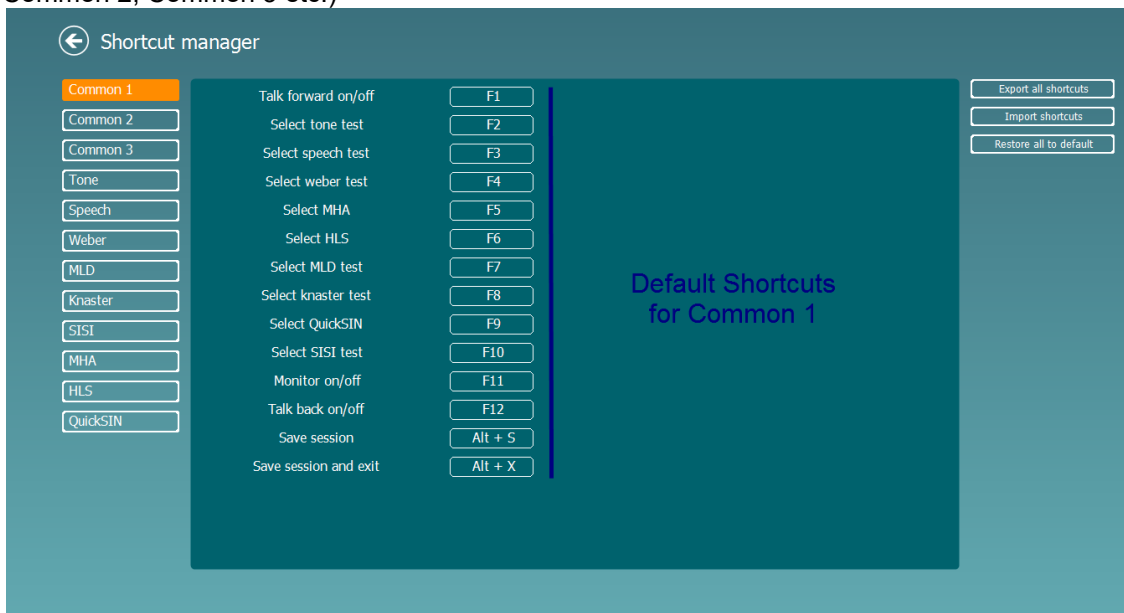 Common 2, Common 3 etc.)
Shortcut manager
Common 1
Common 2
Common 3
Tone
Speech
Weber
MLD
Knaster
SISI
MHA
HLS
QuickSIN
Talk forward on/off F1
Select tone test F2
Select speech test F3
Select weber test F4
Select MHA F5
Select HLS F6
Select MLD test F7
Select knaster test F8
Select QuickSIN F9
Select SISI test F10
Monitor on/off F11
Talk back on/off F12
Save session Alt + S
Save session and exit Alt + X
Default Shortcuts
for Common 1
Export all shortcuts
Import shortcuts
Restore all to default